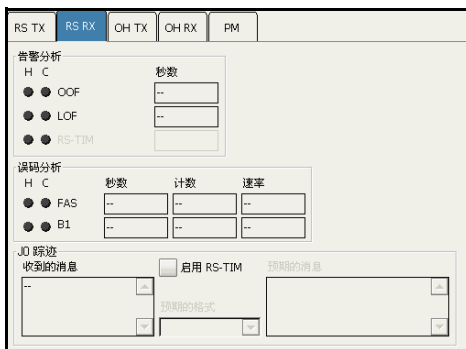 RS TX RS RX OH TX OH RX PM
告警分析
H C 秒数
OOF --
LOF --
RS-TIM
误码分析
H C 秒数 计数 速率
FAS -- -- --
B1 -- -- --
J0 踪迹
收到的消息 启用 RS-TIM 预期的消息
--
预期的格式